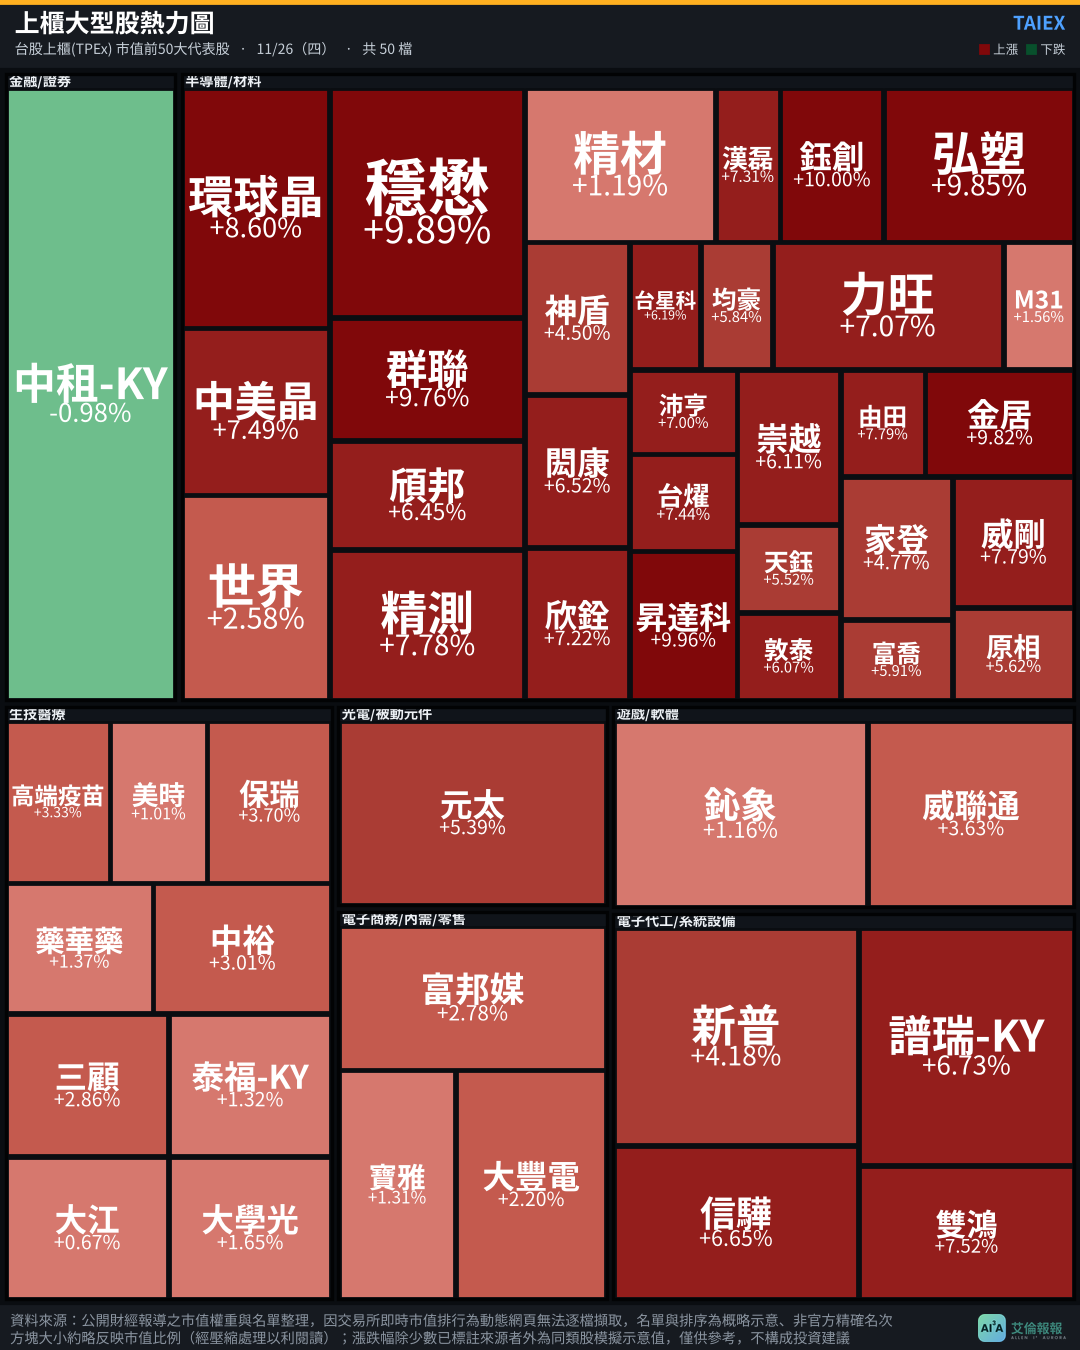 上櫃大型股熱力圖
TAIEX
台股上櫃(TPEx) 市值前50大代表股 · 11/26（四） · 共 50 檔
上漲 下跌
金融/證券
中租-KY
-0.98%
半導體/材料
環球晶
+8.60%
中美晶
+7.49%
世界
+2.58%
穩懋
+9.89%
群聯
+9.76%
頎邦
+6.45%
精測
+7.78%
精材
+1.19%
漢磊
+7.31%
鈺創
+10.00%
弘塑
+9.85%
神盾
+4.50%
閎康
+6.52%
欣銓
+7.22%
台星科
+6.19%
均豪
+5.84%
力旺
+7.07%
M31
+1.56%
沛亨
+7.00%
台燿
+7.44%
昇達科
+9.96%
崇越
+6.11%
天鈺
+5.52%
敦泰
+6.07%
由田
+7.79%
金居
+9.82%
家登
+4.77%
富喬
+5.91%
威剛
+7.79%
原相
+5.62%
生技醫療
高端疫苗
+3.33%
美時
+1.01%
保瑞
+3.70%
藥華藥
+1.37%
中裕
+3.01%
三顧
+2.86%
泰福-KY
+1.32%
大江
+0.67%
大學光
+1.65%
光電/被動元件
元太
+5.39%
電子商務/內需/零售
富邦媒
+2.78%
寶雅
+1.31%
大豐電
+2.20%
遊戲/軟體
鈊象
+1.16%
威聯通
+3.63%
電子代工/系統設備
新普
+4.18%
譜瑞-KY
+6.73%
信驊
+6.65%
雙鴻
+7.52%
資料來源：公開財經報導之市值權重與名單整理，因交易所即時市值排行為動態網頁無法逐檔擷取，名單與排序為概略示意、非官方精確名次
方塊大小約略反映市值比例（經壓縮處理以利閱讀）；漲跌幅除少數已標註來源者外為同類股模擬示意值，僅供參考，不構成投資建議
艾倫報報